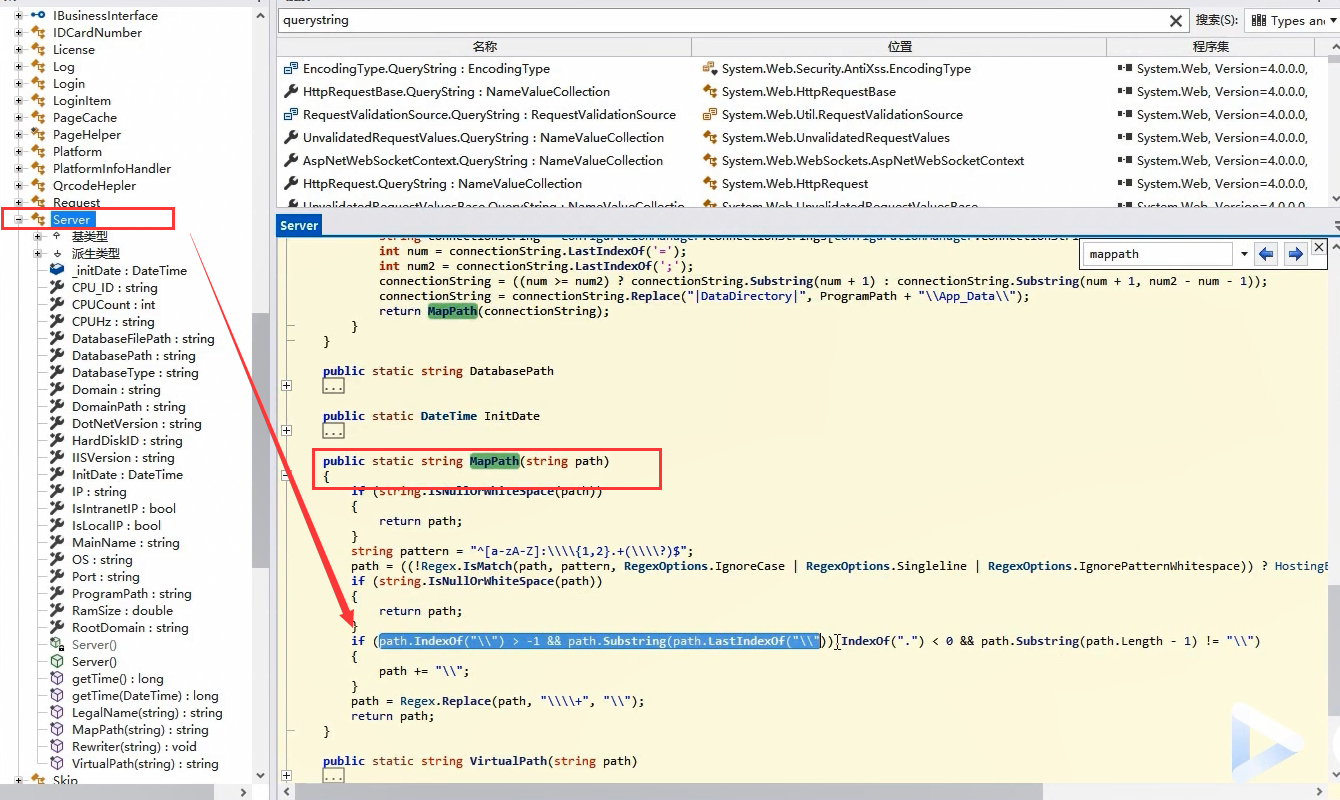 IBusinessInterface
IDCardNumber
License
Log
Login
LoginItem
PageCache
PageHelper
Platform
PlatformInfoHandler
QrcodeHepler
Request
Server
基类型
派生类型
_initDate : DateTime
CPU_ID : string
CPUCount : int
CPUHz : string
DatabaseFilePath : string
DatabasePath : string
DatabaseType : string
Domain : string
DomainPath : string
DotNetVersion : string
HardDiskID : string
IISVersion : string
InitDate : DateTime
IP : string
IsIntranetIP : bool
IsLocalIP : bool
MainName : string
OS : string
Port : string
ProgramPath : string
RamSize : double
RootDomain : string
Server()
Server()
getTime() : long
getTime(DateTime) : long
LegalName(string) : string
MapPath(string) : string
Rewriter(string) : void
VirtualPath(string) : string
Skip
querystring
搜索(S):
Types and
名称 位置 程序集
EncodingType.QueryString : EncodingType System.Web.Security.AntiXss.EncodingType System.Web, Version=4.0.0.0,
HttpRequestBase.QueryString : NameValueCollection System.Web.HttpRequestBase System.Web, Version=4.0.0.0,
RequestValidationSource.QueryString : RequestValidationSource System.Web.Util.RequestValidationSource System.Web, Version=4.0.0.0,
UnvalidatedRequestValues.QueryString : NameValueCollection System.Web.UnvalidatedRequestValues System.Web, Version=4.0.0.0,
AspNetWebSocketContext.QueryString : NameValueCollection System.Web.WebSockets.AspNetWebSocketContext System.Web, Version=4.0.0.0,
HttpRequest.QueryString : NameValueCollection System.Web.HttpRequest System.Web, Version=4.0.0.0,
UnvalidatedRequestValuesBase.QueryString : NameValueCollection System.Web.UnvalidatedRequestValuesBase System.Web, Version=4.0.0.0,
Server
mappath
int num = connectionString.LastIndexOf('=');
int num2 = connectionString.LastIndexOf(';');
connectionString = ((num >= num2) ? connectionString.Substring(num + 1) : connectionString.Substring(num + 1, num2 - num - 1));
connectionString = connectionString.Replace("|DataDirectory|", ProgramPath + "\\App_Data\\");
return MapPath(connectionString);
}
}
public static string DatabasePath
...
public static DateTime InitDate
...
public static string MapPath(string path)
{
if (string.IsNullOrWhiteSpace(path))
{
return path;
}
string pattern = "^[a-zA-Z]:\\\\{1,2}.+(\\\\?)$";
path = ((!Regex.IsMatch(path, pattern, RegexOptions.IgnoreCase | RegexOptions.Singleline | RegexOptions.IgnorePatternWhitespace)) ? HostingE
if (string.IsNullOrWhiteSpace(path))
{
return path;
}
if (path.IndexOf("\\") > -1 && path.Substring(path.LastIndexOf("\\")).IndexOf(".") < 0 && path.Substring(path.Length - 1) != "\\")
{
path += "\\";
}
path = Regex.Replace(path, "\\\\+", "\\");
return path;
}
public static string VirtualPath(string path)
...